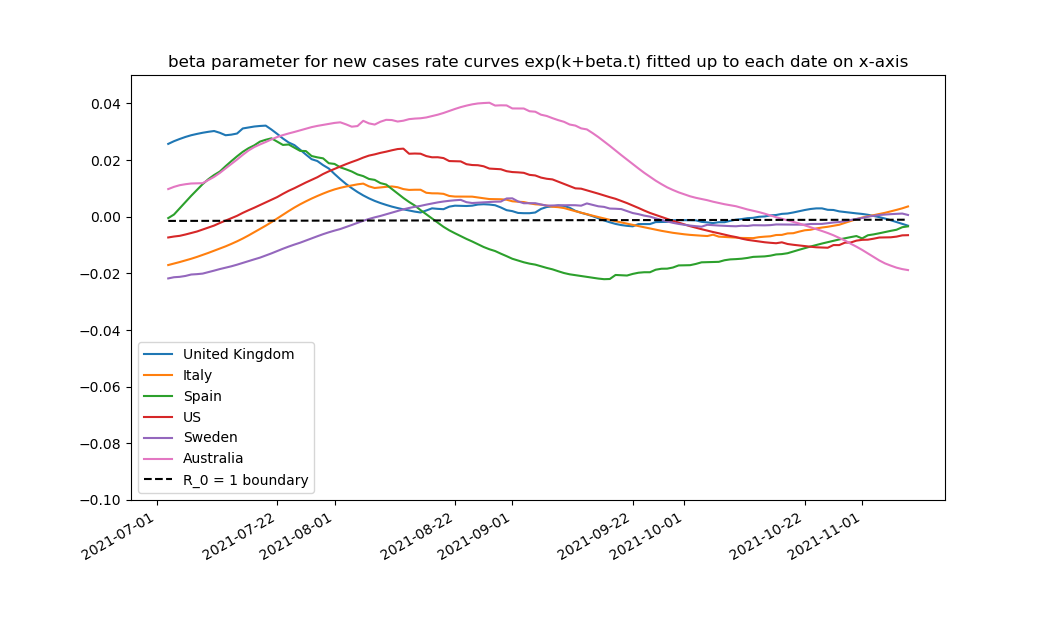 beta parameter for new cases rate curves exp(k+beta.t) fitted up to each date on x-axis
0.04
0.02
0.00
−0.02
−0.04
−0.06
−0.08
−0.10
United Kingdom
Italy
Spain
US
Sweden
Australia
R_0 = 1 boundary
2021-07-01
2021-07-22
2021-08-01
2021-08-22
2021-09-01
2021-09-22
2021-10-01
2021-10-22
2021-11-01